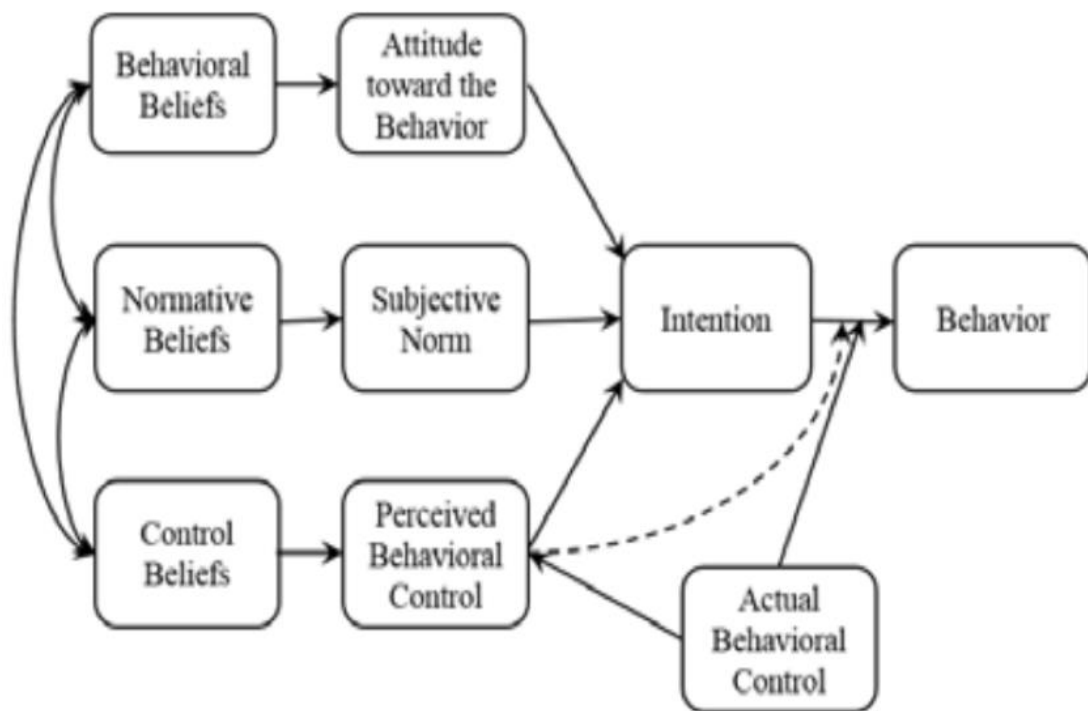 Behavioral
Beliefs
Attitude
toward the
Behavior
Normative
Beliefs
Subjective
Norm
Intention
Behavior
Control
Beliefs
Perceived
Behavioral
Control
Actual
Behavioral
Control